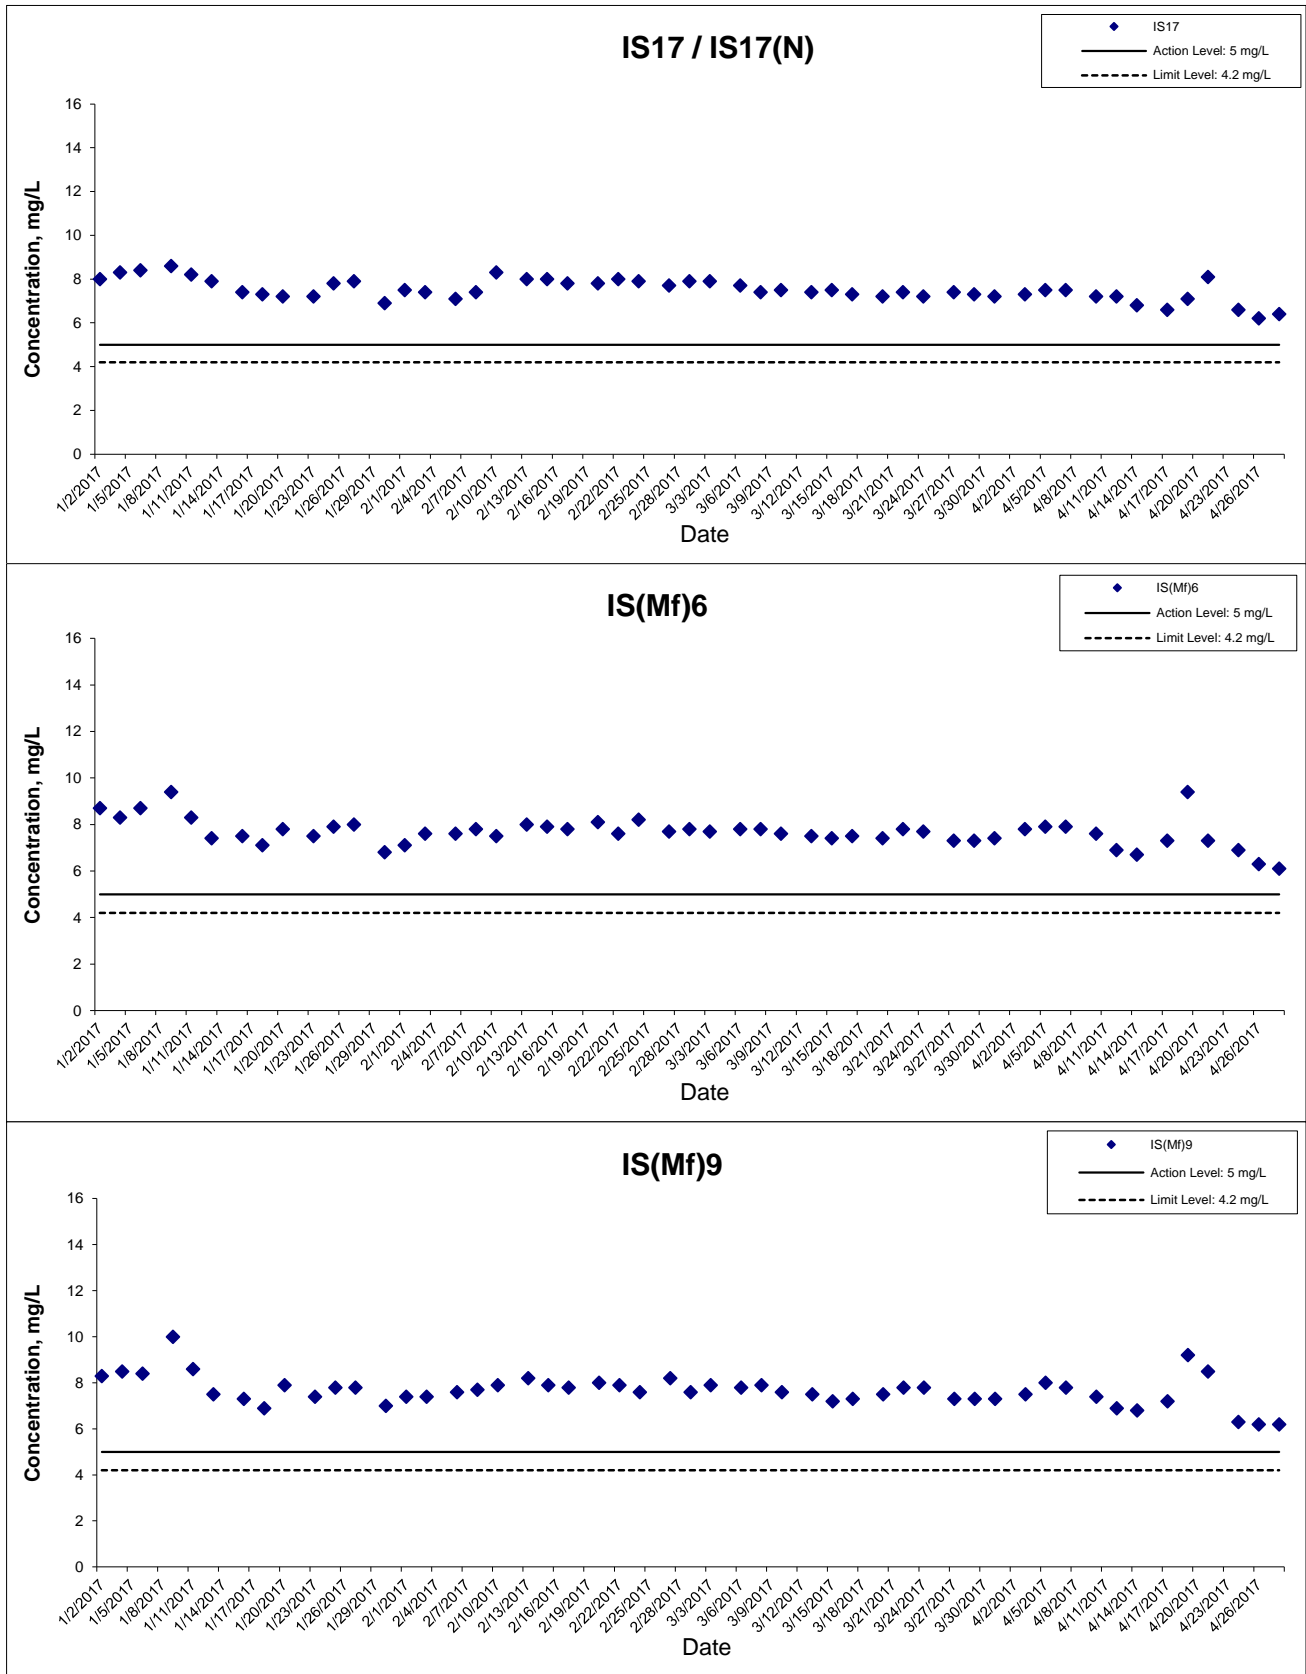 IS17 / IS17(N)
IS17
Action Level: 5 mg/L
Limit Level: 4.2 mg/L
Concentration, mg/L
16
14
12
10
8
6
4
2
0
1/2/2017 1/5/2017 1/8/2017 1/11/2017 1/14/2017 1/17/2017 1/20/2017 1/23/2017 1/26/2017 1/29/2017 2/1/2017 2/4/2017 2/7/2017 2/10/2017 2/13/2017 2/16/2017 2/19/2017 2/22/2017 2/25/2017 2/28/2017 3/3/2017 3/6/2017 3/9/2017 3/12/2017 3/15/2017 3/18/2017 3/21/2017 3/24/2017 3/27/2017 3/30/2017 4/2/2017 4/5/2017 4/8/2017 4/11/2017 4/14/2017 4/17/2017 4/20/2017 4/23/2017 4/26/2017
Date
IS(Mf)6
IS(Mf)6
Action Level: 5 mg/L
Limit Level: 4.2 mg/L
Concentration, mg/L
16
14
12
10
8
6
4
2
0
1/2/2017 1/5/2017 1/8/2017 1/11/2017 1/14/2017 1/17/2017 1/20/2017 1/23/2017 1/26/2017 1/29/2017 2/1/2017 2/4/2017 2/7/2017 2/10/2017 2/13/2017 2/16/2017 2/19/2017 2/22/2017 2/25/2017 2/28/2017 3/3/2017 3/6/2017 3/9/2017 3/12/2017 3/15/2017 3/18/2017 3/21/2017 3/24/2017 3/27/2017 3/30/2017 4/2/2017 4/5/2017 4/8/2017 4/11/2017 4/14/2017 4/17/2017 4/20/2017 4/23/2017 4/26/2017
Date
IS(Mf)9
IS(Mf)9
Action Level: 5 mg/L
Limit Level: 4.2 mg/L
Concentration, mg/L
16
14
12
10
8
6
4
2
0
1/2/2017 1/5/2017 1/8/2017 1/11/2017 1/14/2017 1/17/2017 1/20/2017 1/23/2017 1/26/2017 1/29/2017 2/1/2017 2/4/2017 2/7/2017 2/10/2017 2/13/2017 2/16/2017 2/19/2017 2/22/2017 2/25/2017 2/28/2017 3/3/2017 3/6/2017 3/9/2017 3/12/2017 3/15/2017 3/18/2017 3/21/2017 3/24/2017 3/27/2017 3/30/2017 4/2/2017 4/5/2017 4/8/2017 4/11/2017 4/14/2017 4/17/2017 4/20/2017 4/23/2017 4/26/2017
Date